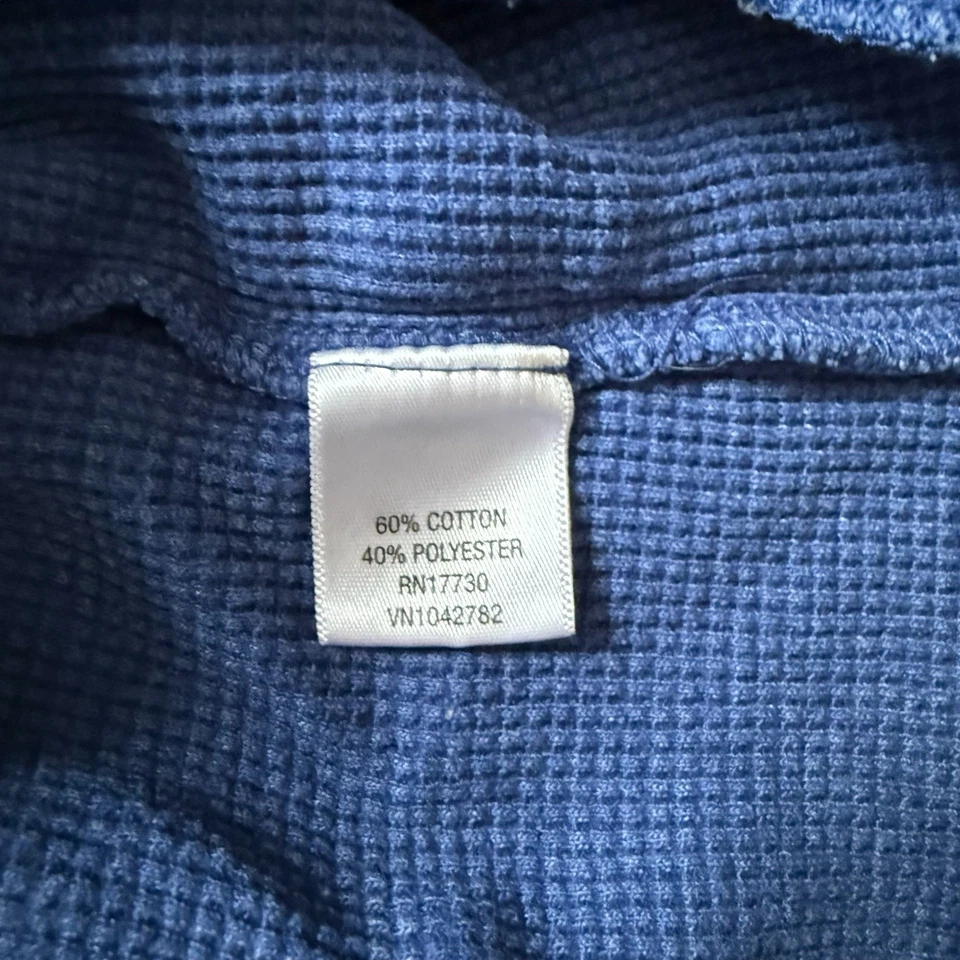 60% COTTON
40% POLYESTER
RN17730
VN1042782